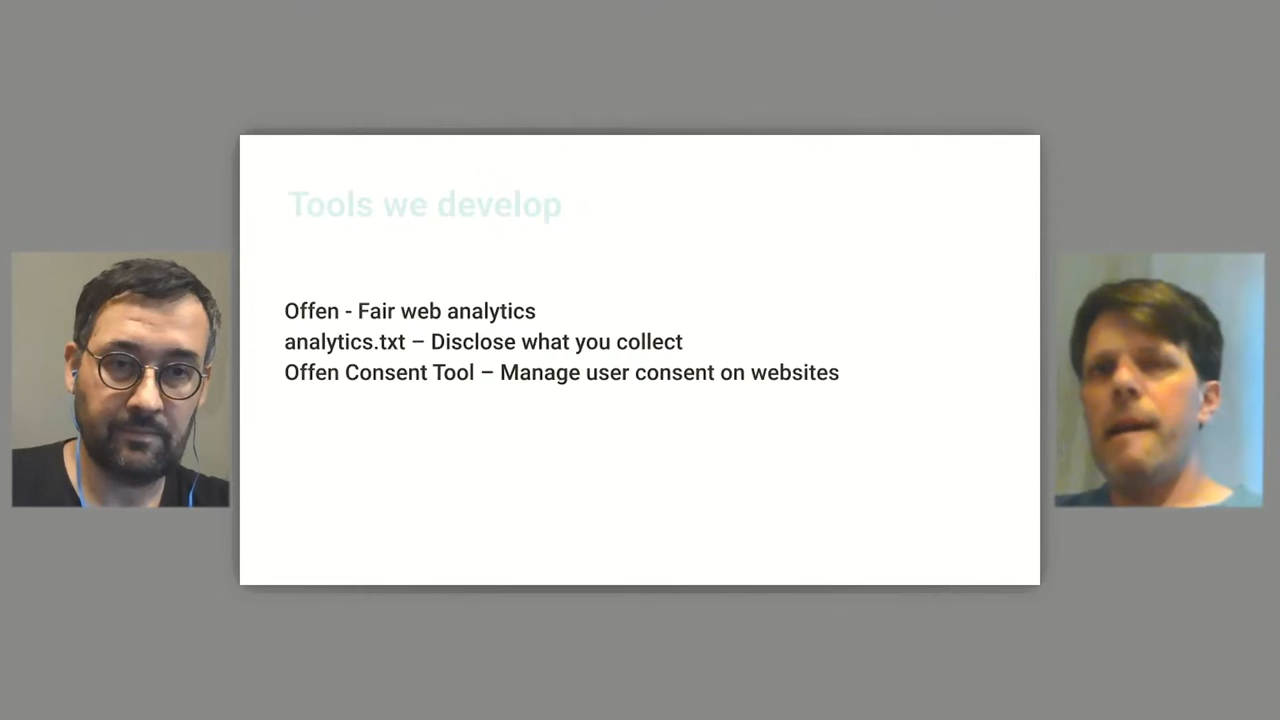 Tools we develop
Offen - Fair web analytics
analytics.txt – Disclose what you collect
Offen Consent Tool – Manage user consent on websites